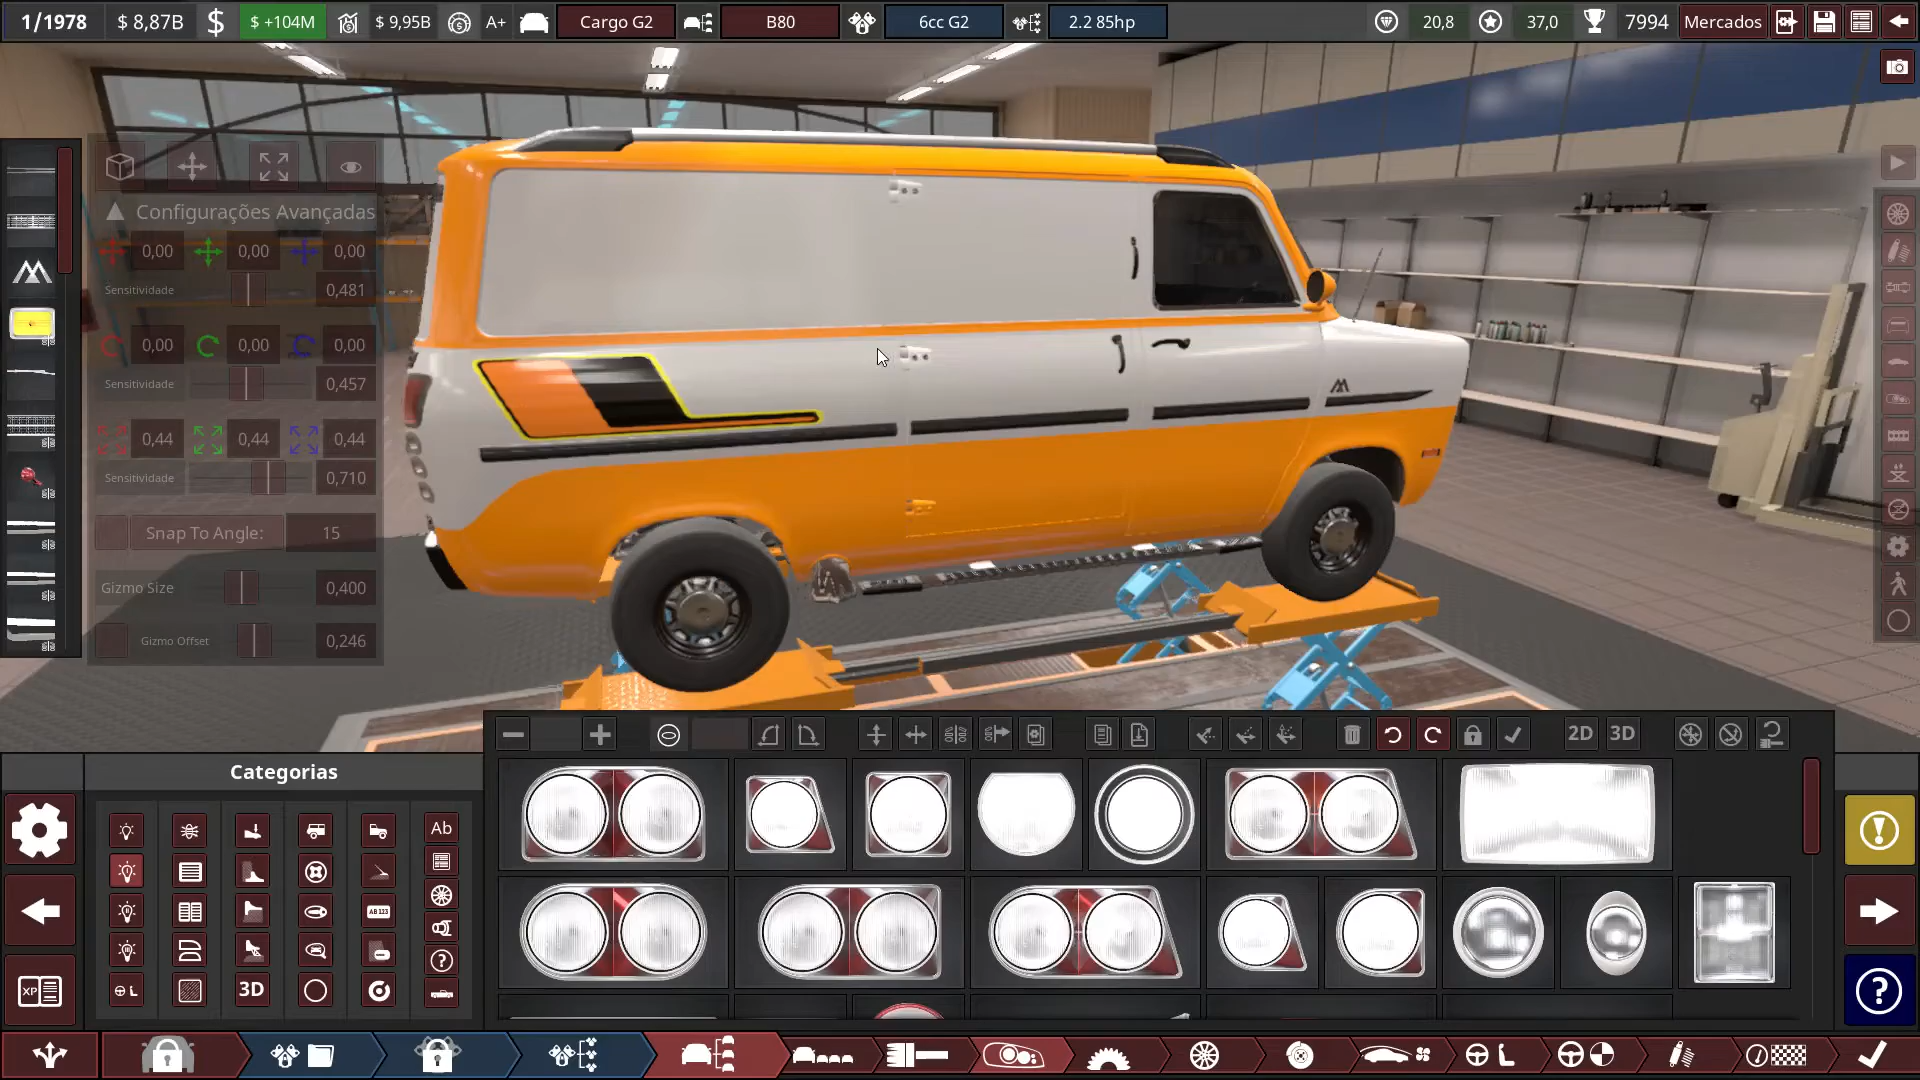 1/1978 $ 8,87B $ +104M $ 9,95B A+ Cargo G2 B80 6cc G2 2.2 85hp 20,8 37,0 7994 Mercados
Configurações Avançadas
0,00 0,00 0,00
Sensitividade 0,481
0,00 0,00 0,00
Sensitividade 0,457
0,44 0,44 0,44
Sensitividade 0,710
Snap To Angle: 15
Gizmo Size 0,400
Gizmo Offset 0,246
2D 3D
Categorias
Ab
AB 123
XP
3D